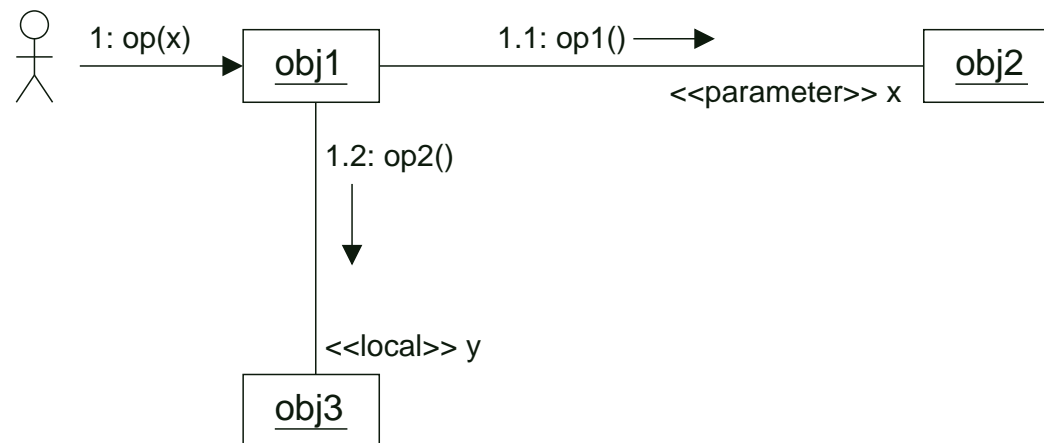 1: op(x)
obj1
1.1: op1()
obj2
<<parameter>> x
1.2: op2()
<<local>> y
obj3